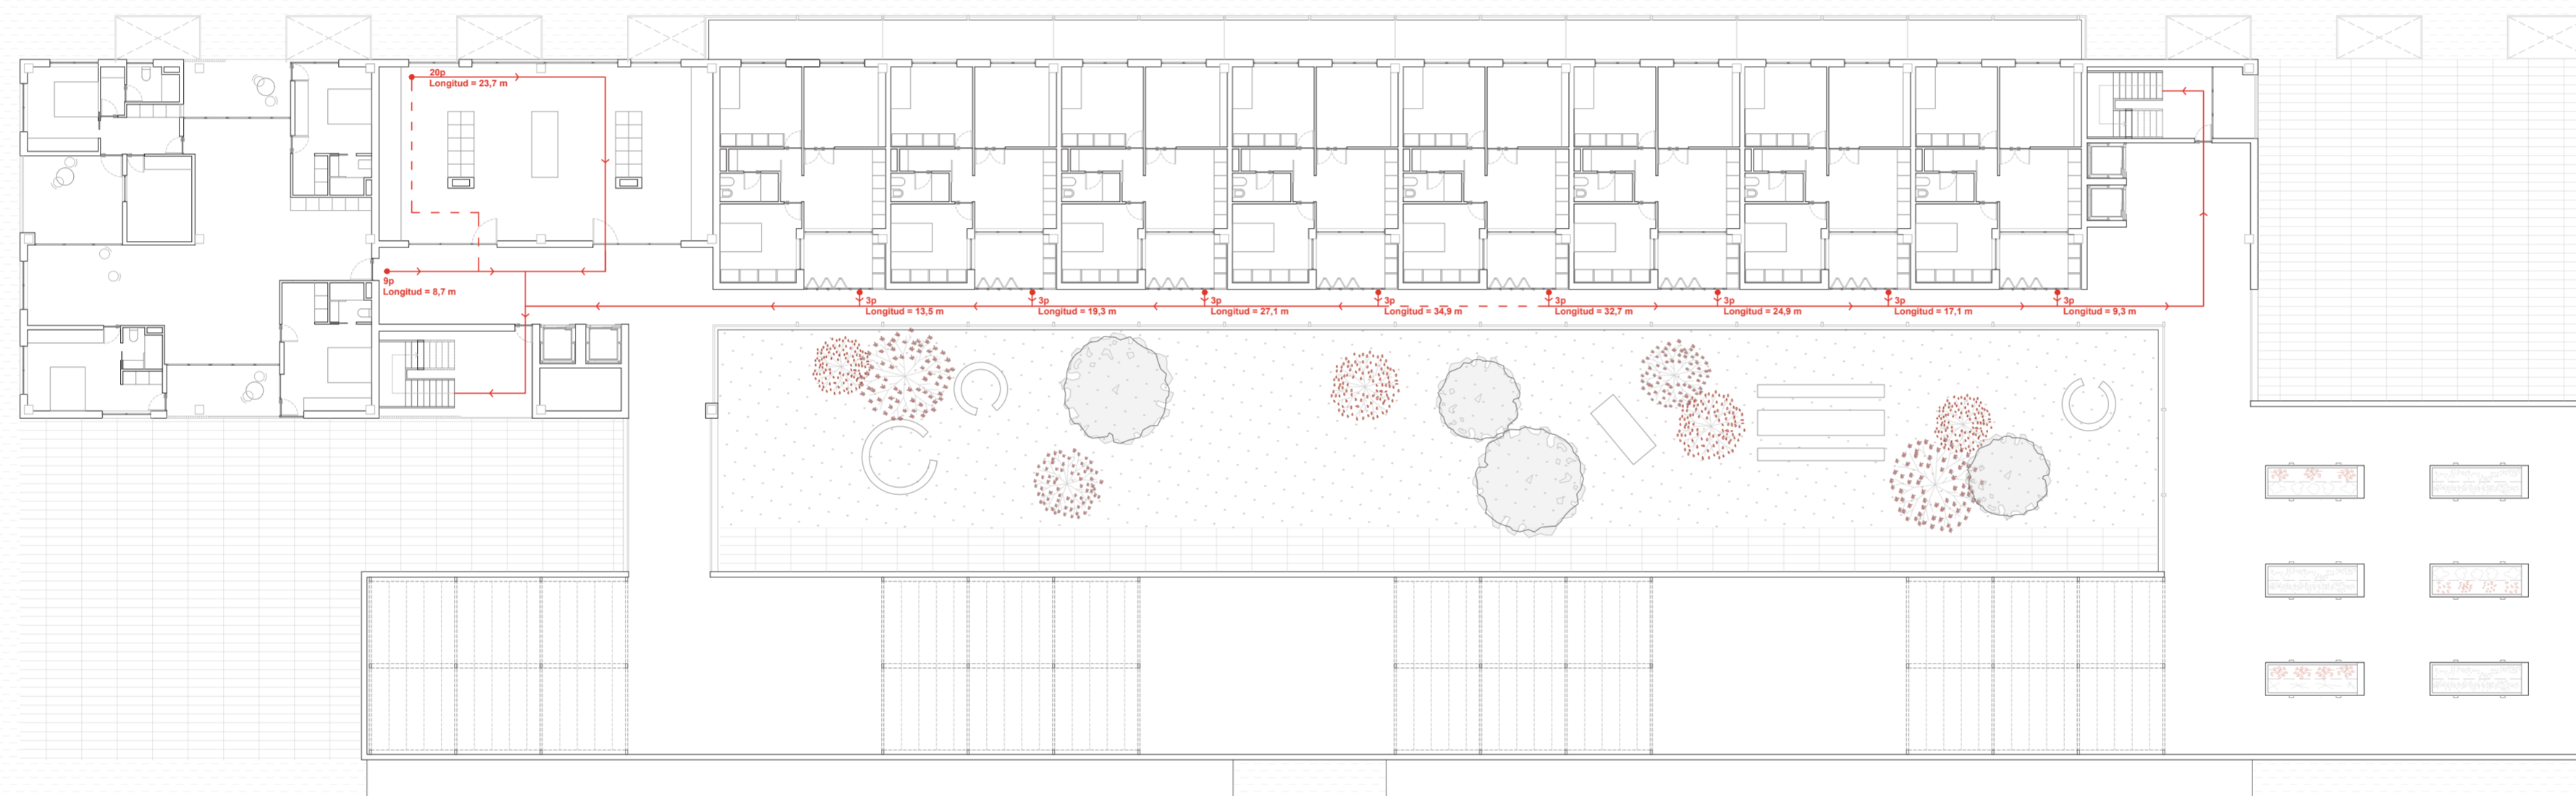 20p
Longitud = 23,7 m
9p
Longitud = 8,7 m
3p
Longitud = 13,5 m
3p
Longitud = 19,3 m
3p
Longitud = 27,1 m
3p
Longitud = 34,9 m
3p
Longitud = 32,7 m
3p
Longitud = 24,9 m
3p
Longitud = 17,1 m
3p
Longitud = 9,3 m